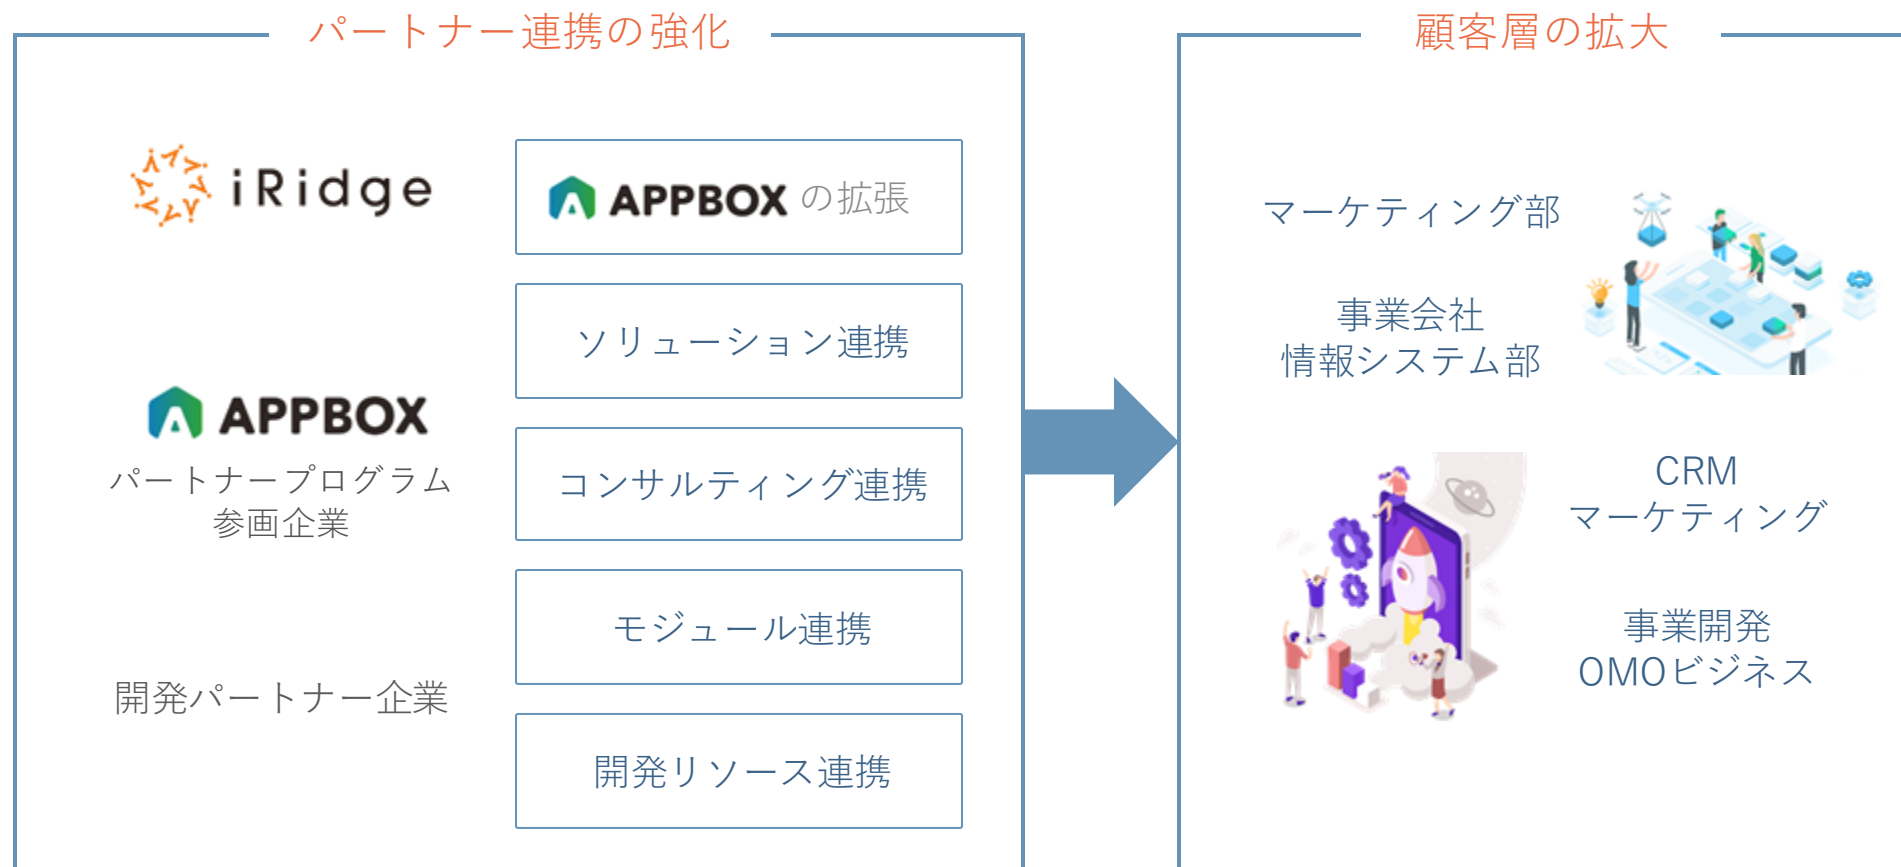 パートナー連携の強化
iRidge
APPBOX
パートナープログラム
参画企業
開発パートナー企業
APPBOX の拡張
ソリューション連携
コンサルティング連携
モジュール連携
開発リソース連携
顧客層の拡大
マーケティング部
事業会社
情報システム部
CRM
マーケティング
事業開発
OMOビジネス